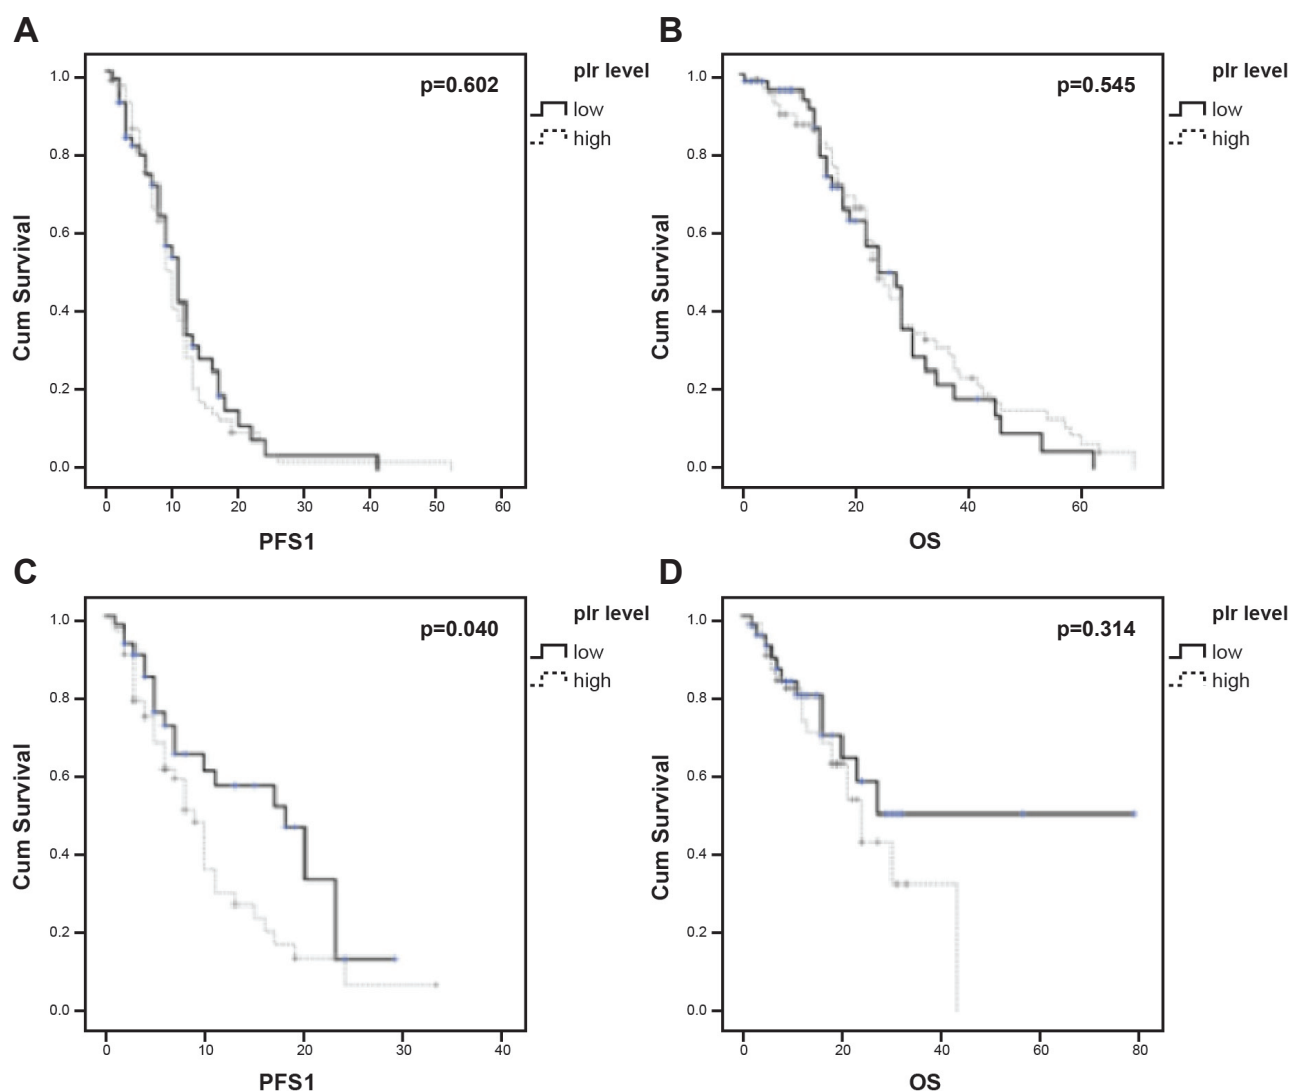 A
p=0.602
plr level
low
high
Cum Survival
1.0
0.8
0.6
0.4
0.2
0.0
0 10 20 30 40 50 60
PFS1
B
p=0.545
plr level
low
high
Cum Survival
1.0
0.8
0.6
0.4
0.2
0.0
0 20 40 60
OS
C
p=0.040
plr level
low
high
Cum Survival
1.0
0.8
0.6
0.4
0.2
0.0
0 10 20 30 40
PFS1
D
p=0.314
plr level
low
high
Cum Survival
1.0
0.8
0.6
0.4
0.2
0.0
0 20 40 60 80
OS